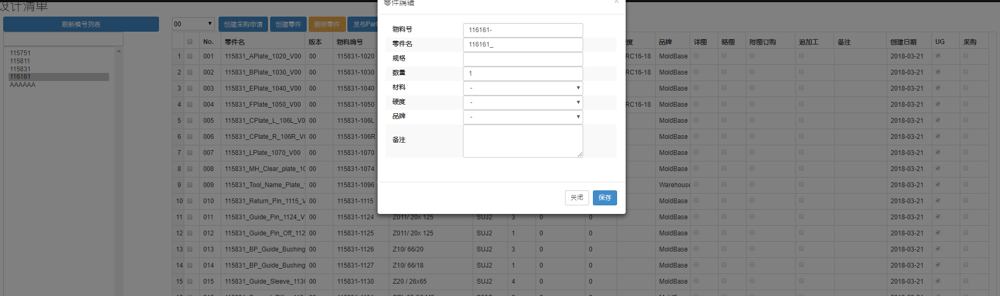 设计清单
零件编辑
×
刷新模号列表
00
创建采购申请
创建零件
删除零件
发布Part
115751
115811
115831
116161
AAAAAA
物料号 116161-
零件名 116161_
规格
数量 1
材料 -
硬度 -
品牌 -
备注
关闭
保存
No. 零件名 版本 物料编号 硬度 品牌 详图 略图 附图订购 追加工 备注 创建日期 UG 采购
1 001 115831_APlate_1020_V00 00 115831-1020 RC16-18 MoldBase 2018-03-21
2 002 115831_BPlate_1030_V00 00 115831-1030 RC16-18 MoldBase 2018-03-21
3 003 115831_EPlate_1040_V00 00 115831-1040 MoldBase 2018-03-21
4 004 115831_FPlate_1050_V00 00 115831-1050 RC16-18 MoldBase 2018-03-21
5 005 115831_CPlate_L_106L_V0 00 115831-106L MoldBase 2018-03-21
6 006 115831_CPlate_R_106R_V0 00 115831-106R MoldBase 2018-03-21
7 007 115831_LPlate_1070_V00 00 115831-1070 MoldBase 2018-03-21
8 008 115831_MH_Clear_plate_10 00 115831-1074 MoldBase 2018-03-21
9 009 115831_Tool_Name_Plate_ 00 115831-1096 Warehouse 2018-03-21
10 010 115831_Return_Pin_1115_V 00 115831-1115 MoldBase 2018-03-21
11 011 115831_Guide_Pin_1124_V 00 115831-1124 Z011/ 20x 125 SUJ2 3 0 0 MoldBase 2018-03-21
12 012 115831_Guide_Pin_Off_112 00 115831-1125 Z011/ 20x 125 SUJ2 1 0 0 MoldBase 2018-03-21
13 013 115831_BP_Guide_Bushing 00 115831-1126 Z10/ 66/20 SUJ2 3 0 0 MoldBase 2018-03-21
14 014 115831_BP_Guide_Bushing 00 115831-1127 Z10/ 66/18 SUJ2 1 0 0 MoldBase 2018-03-21
15 015 115831_Guide_Sleeve_1130 00 115831-1130 Z20 / 26x65 SUJ2 4 0 0 MoldBase 2018-03-21